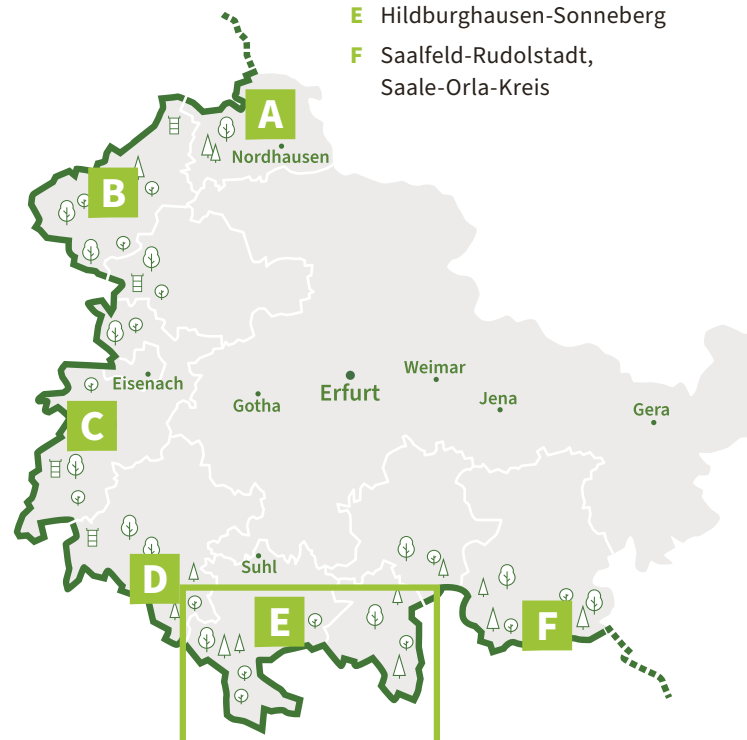 E Hildburghausen-Sonneberg
F Saalfeld-Rudolstadt,
Saale-Orla-Kreis
A
Nordhausen
B
Eisenach
Gotha
Erfurt
Weimar
Jena
Gera
C
D
Suhl
E
F